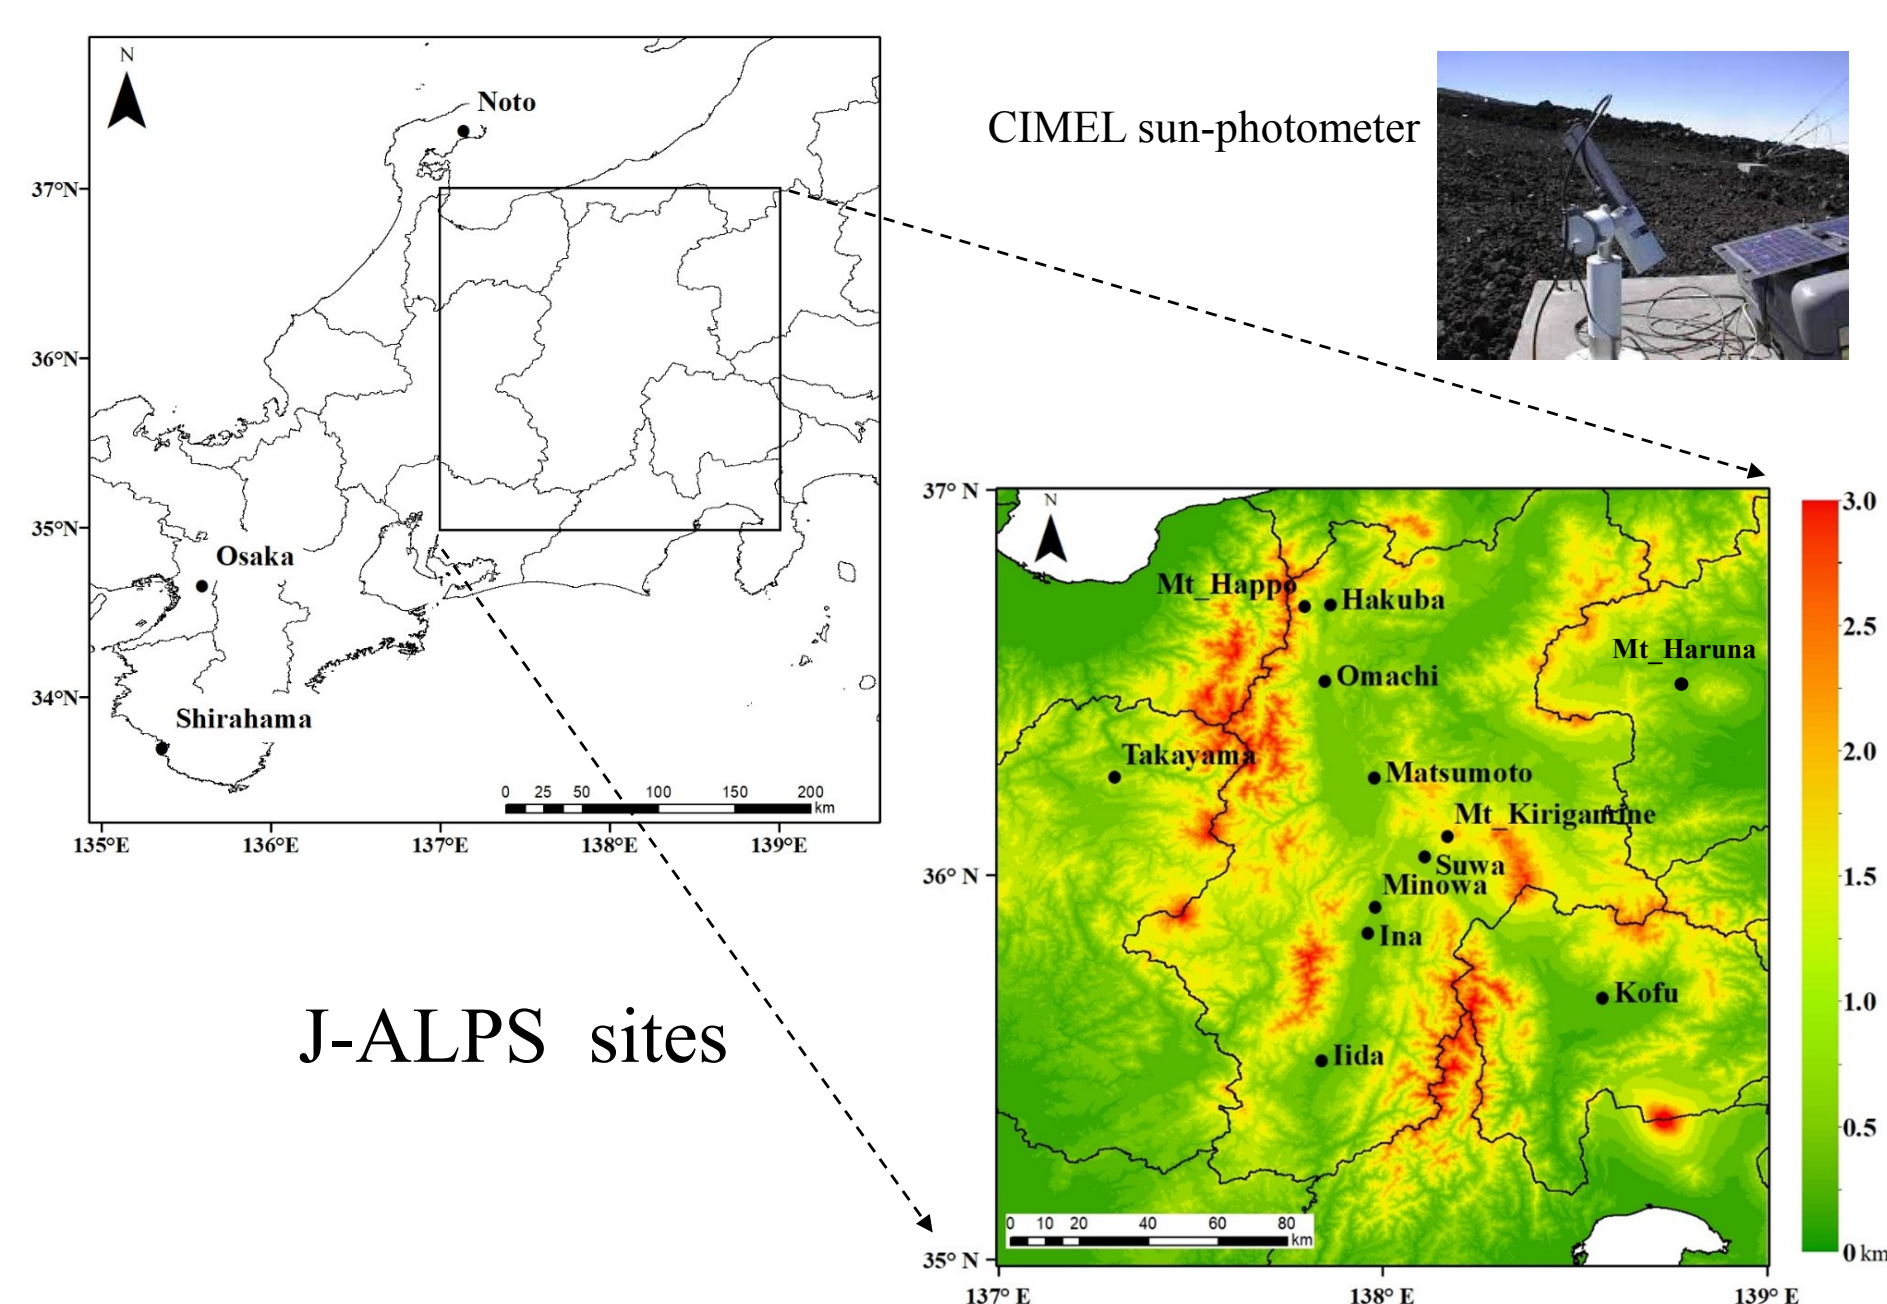 N
Noto
37°N
36°N
35°N
34°N
Osaka
Shirahama
0 25 50 100 150 200
km
135°E 136°E 137°E 138°E 139°E
CIMEL sun-photometer
J-ALPS sites
37° N
36° N
35° N
N
Mt_Happo
Hakuba
Omachi
Mt_Haruna
Takayama
Matsumoto
Mt_Kirigamine
Suwa
Minowa
Ina
Kofu
Iida
0 10 20 40 60 80
km
137° E 138° E 139° E
3.0
2.5
2.0
1.5
1.0
0.5
0 km